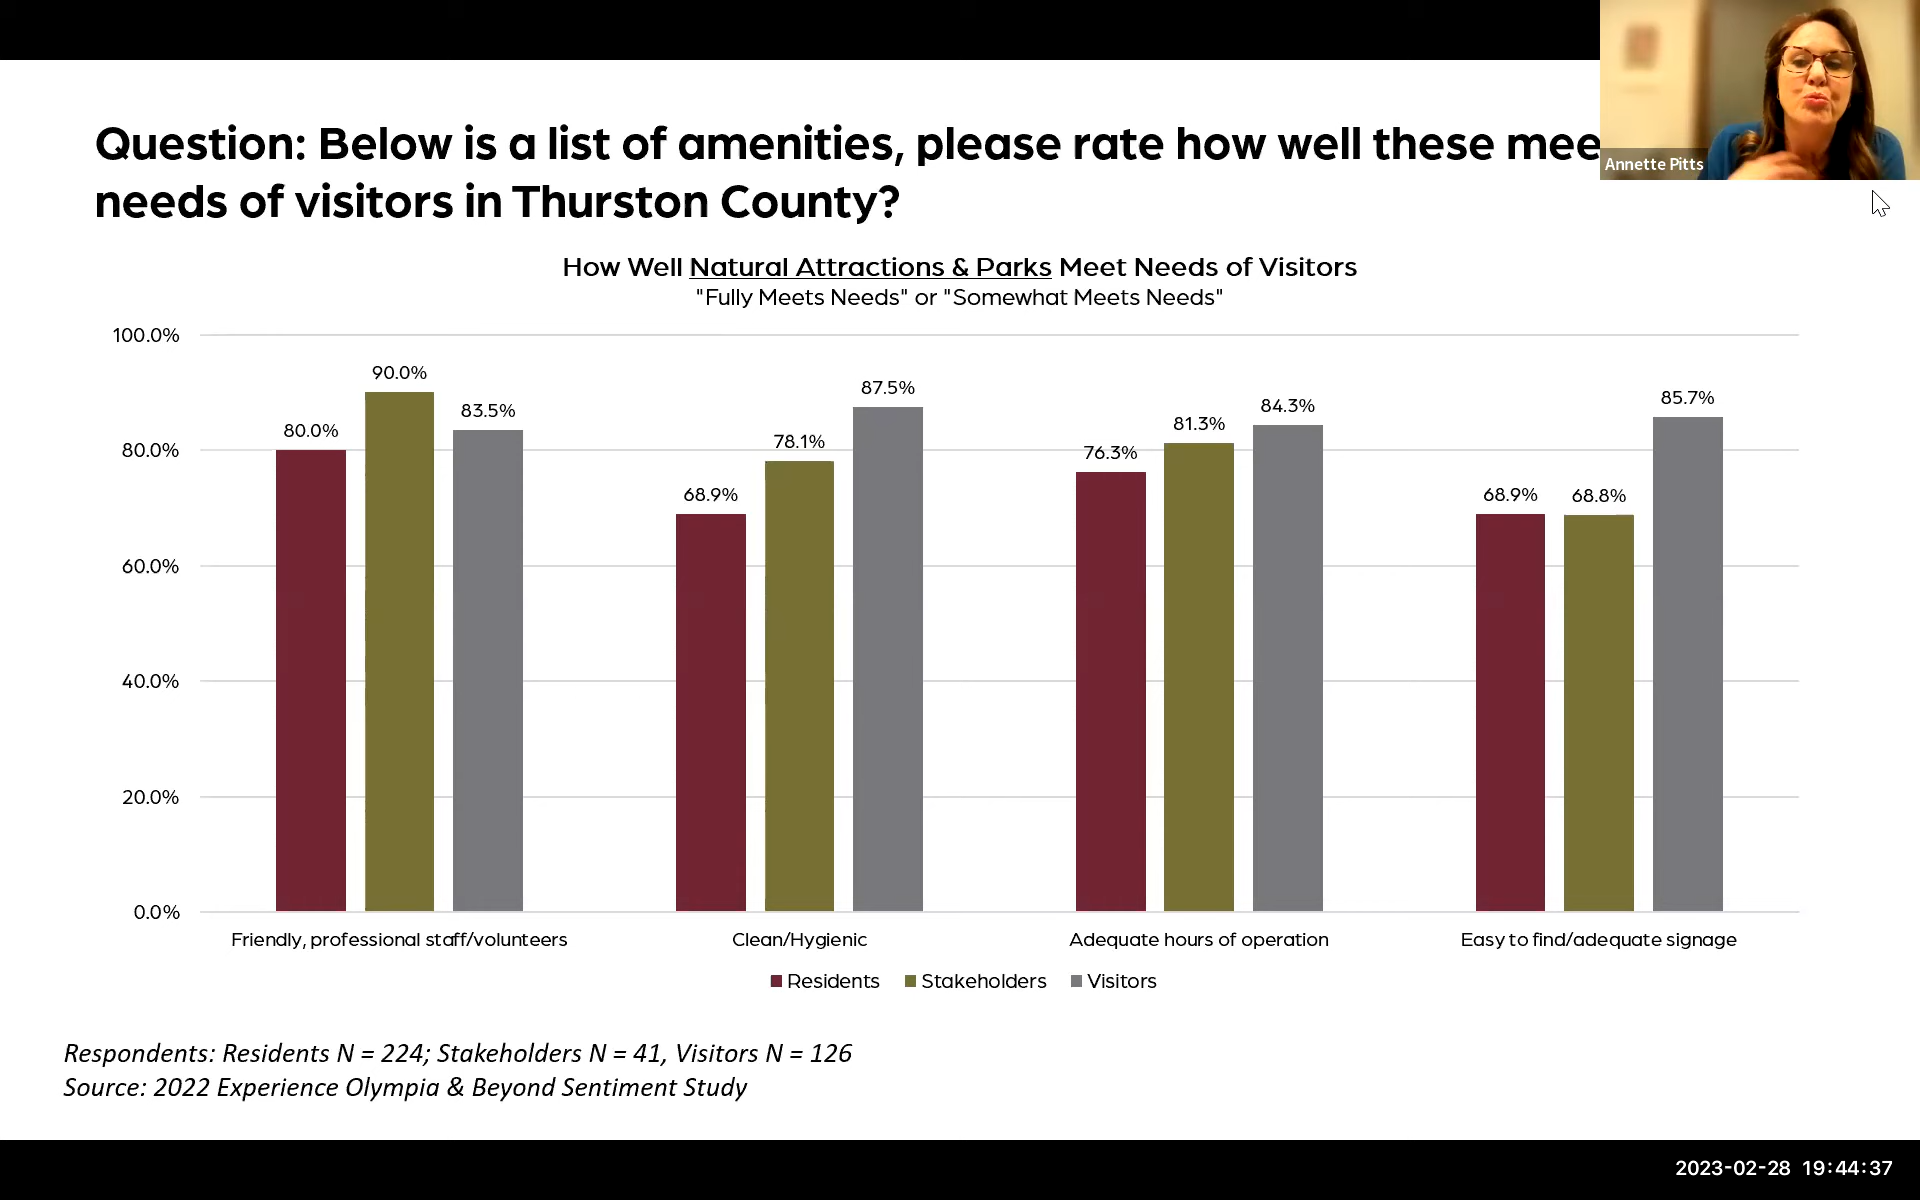 Question: Below is a list of amenities, please rate how well these mee
needs of visitors in Thurston County?
Annette Pitts
How Well Natural Attractions & Parks Meet Needs of Visitors
"Fully Meets Needs" or "Somewhat Meets Needs"
100.0%
80.0%
60.0%
40.0%
20.0%
0.0%
80.0%
90.0%
83.5%
68.9%
78.1%
87.5%
76.3%
81.3%
84.3%
68.9%
68.8%
85.7%
Friendly, professional staff/volunteers
Clean/Hygienic
Adequate hours of operation
Easy to find/adequate signage
Residents
Stakeholders
Visitors
Respondents: Residents N = 224; Stakeholders N = 41, Visitors N = 126
Source: 2022 Experience Olympia & Beyond Sentiment Study
2023-02-28 19:44:37